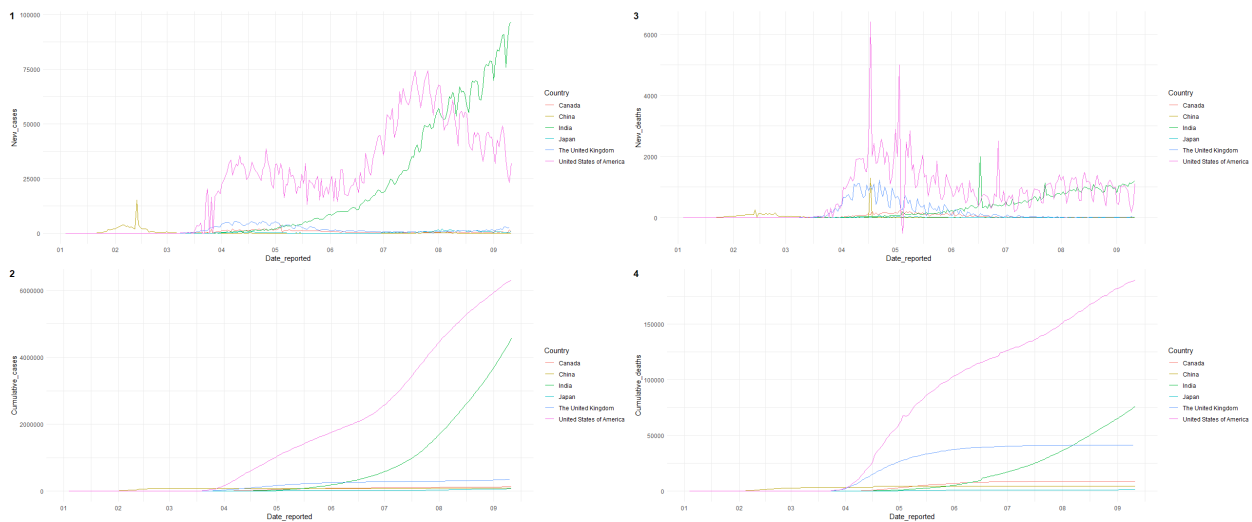 1
100000
75000
50000
25000
0
New_cases
01 02 03 04 05 06 07 08 09
Date_reported
Country
Canada
China
India
Japan
The United Kingdom
United States of America
3
6000
4000
2000
0
New_deaths
01 02 03 04 05 06 07 08 09
Date_reported
Country
Canada
China
India
Japan
The United Kingdom
United States of America
2
6000000
4000000
2000000
0
Cumulative_cases
01 02 03 04 05 06 07 08 09
Date_reported
Country
Canada
China
India
Japan
The United Kingdom
United States of America
4
150000
100000
50000
0
Cumulative_deaths
01 02 03 04 05 06 07 08 09
Date_reported
Country
Canada
China
India
Japan
The United Kingdom
United States of America